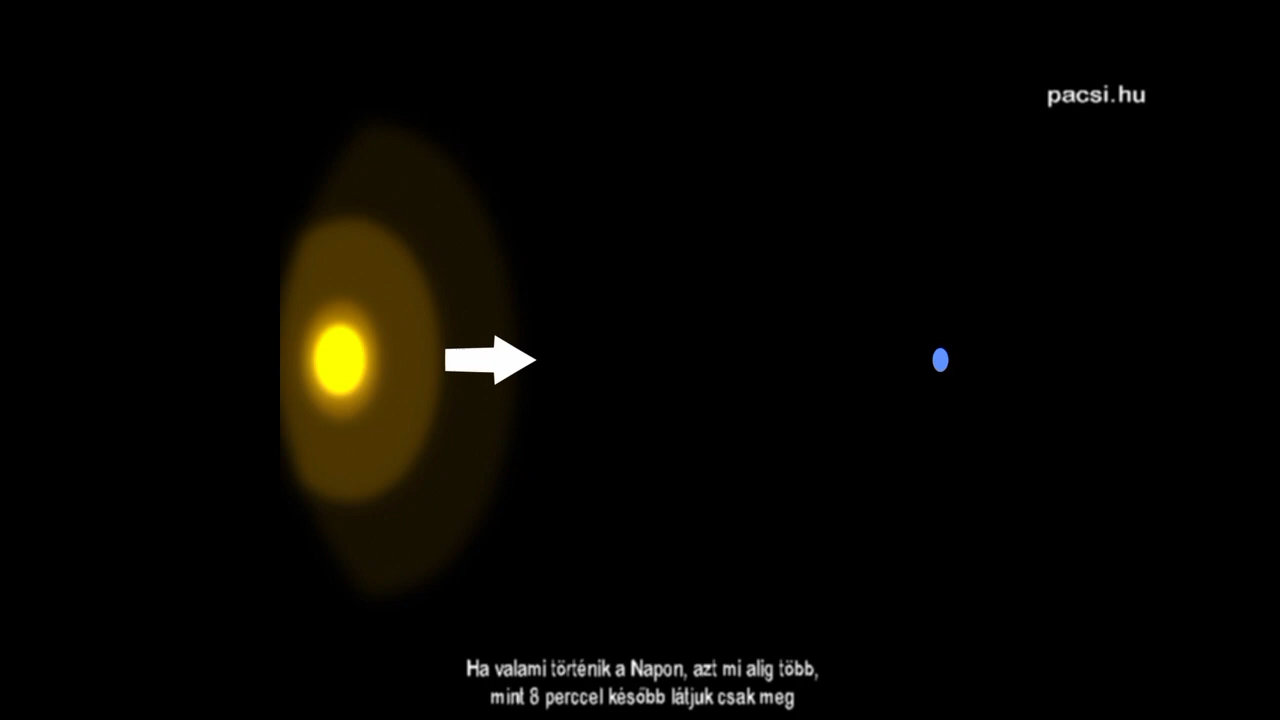 pacsi.hu
Ha valami történik a Napon, azt mi alig több,
mint 8 perccel később látjuk csak meg